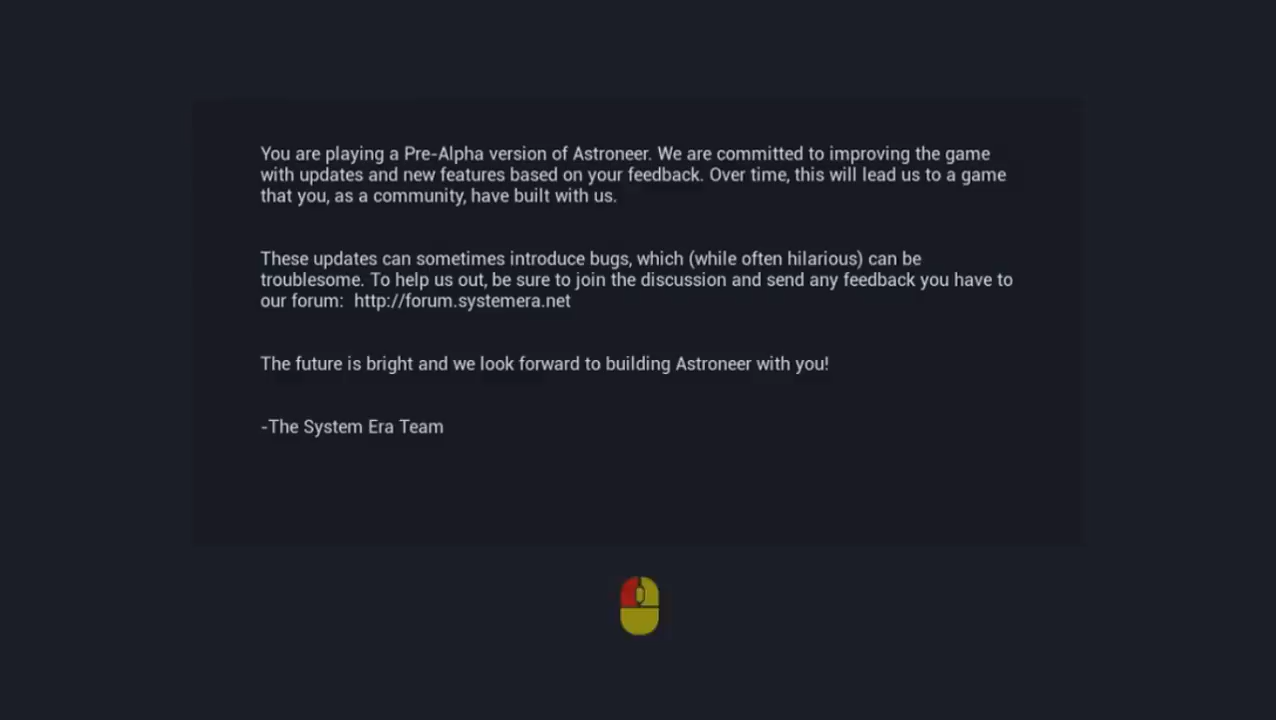 You are playing a Pre-Alpha version of Astroneer. We are committed to improving the game
with updates and new features based on your feedback. Over time, this will lead us to a game
that you, as a community, have built with us.
These updates can sometimes introduce bugs, which (while often hilarious) can be
troublesome. To help us out, be sure to join the discussion and send any feedback you have to
our forum:  http://forum.systemera.net
The future is bright and we look forward to building Astroneer with you!
-The System Era Team